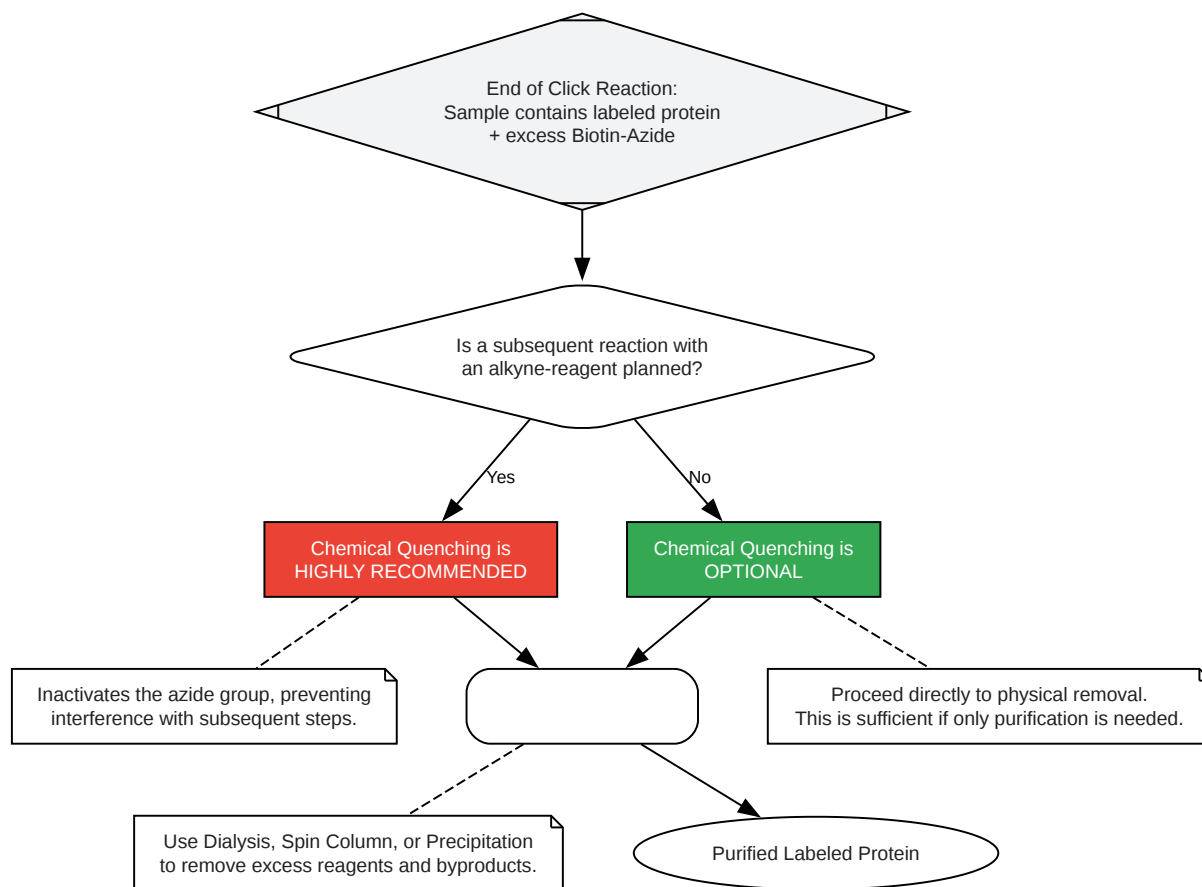 End of Click Reaction:
Sample contains labeled protein
+ excess Biotin-Azide
Is a subsequent reaction with
an alkyne-reagent planned?
Yes
No
Chemical Quenching is
HIGHLY RECOMMENDED
Chemical Quenching is
OPTIONAL
Inactivates the azide group, preventing
interference with subsequent steps.
Proceed directly to physical removal.
This is sufficient if only purification is needed.
Use Dialysis, Spin Column, or Precipitation
to remove excess reagents and byproducts.
Purified Labeled Protein